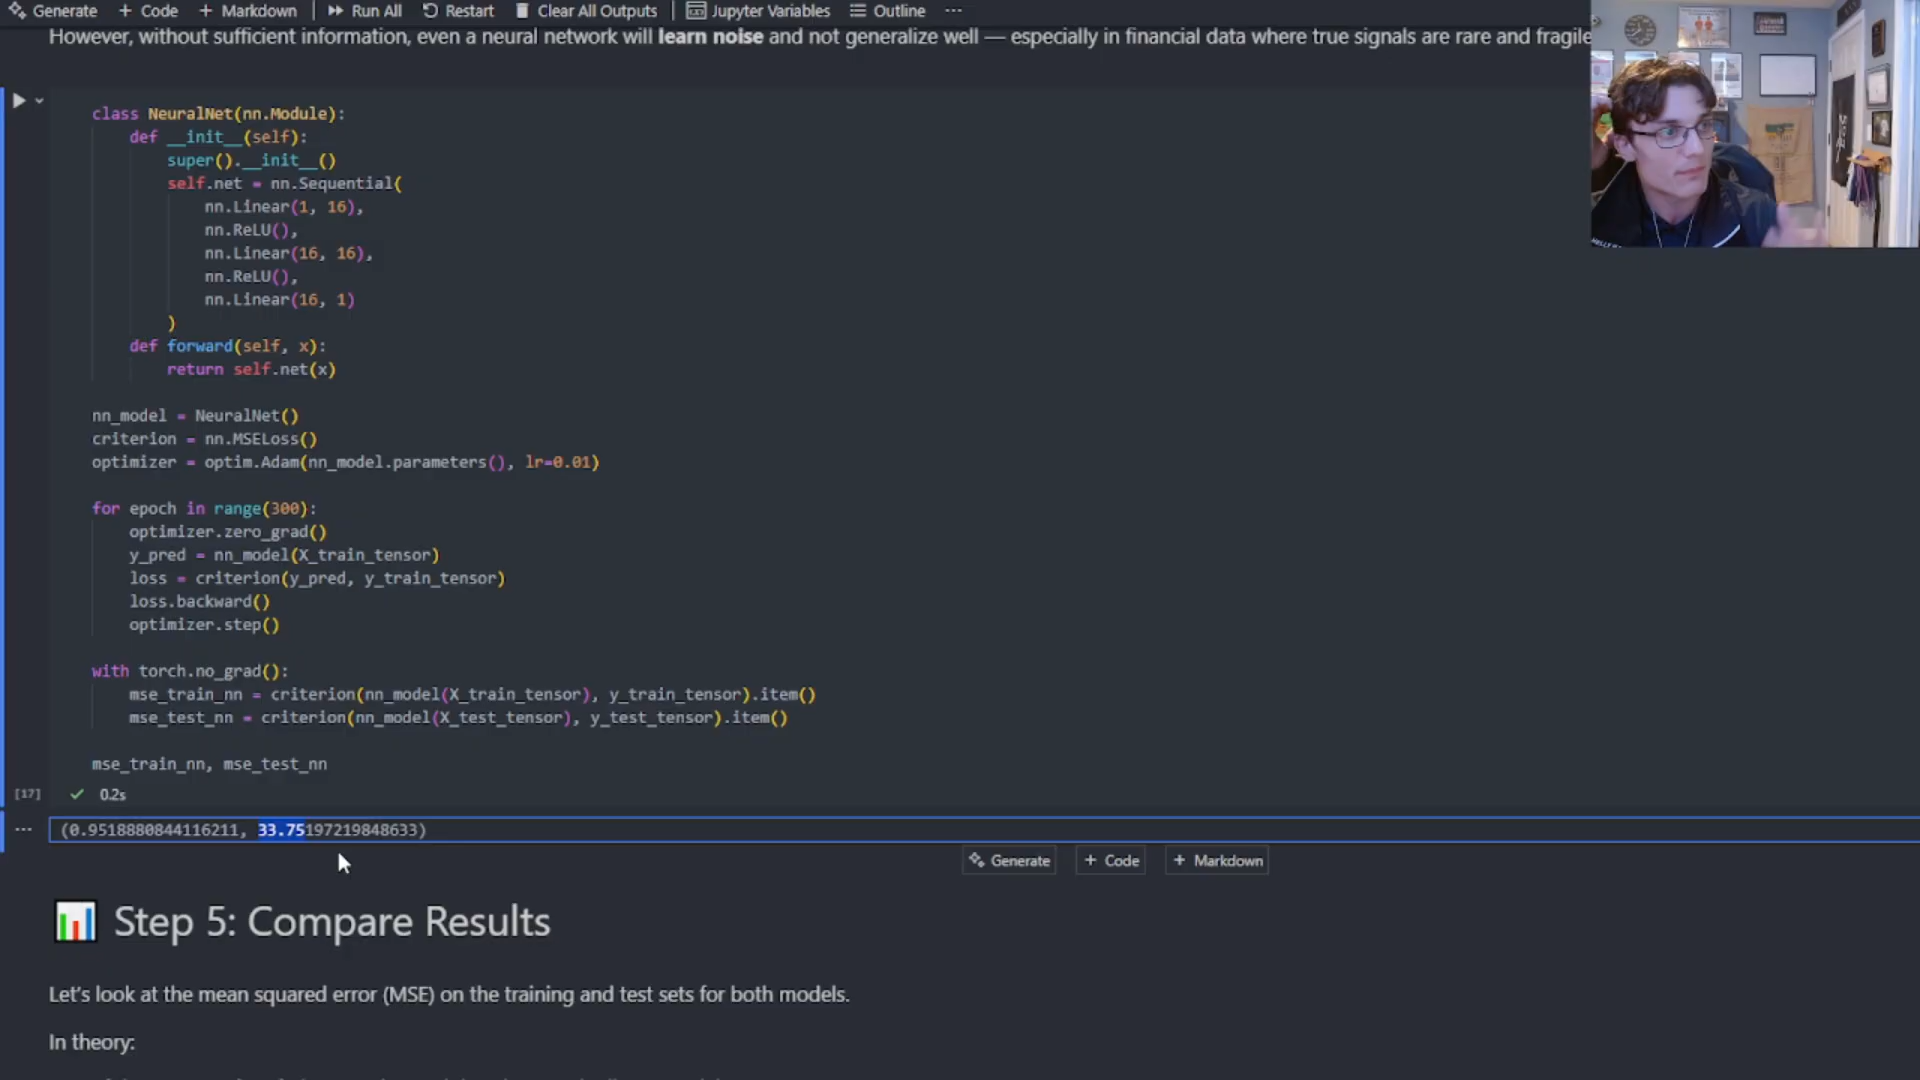 Generate + Code + Markdown Run All Restart Clear All Outputs Jupyter Variables Outline ...
However, without sufficient information, even a neural network will learn noise and not generalize well — especially in financial data where true signals are rare and fragile
class NeuralNet(nn.Module):
def __init__(self):
super().__init__()
self.net = nn.Sequential(
nn.Linear(1, 16),
nn.ReLU(),
nn.Linear(16, 16),
nn.ReLU(),
nn.Linear(16, 1)
)
def forward(self, x):
return self.net(x)
nn_model = NeuralNet()
criterion = nn.MSELoss()
optimizer = optim.Adam(nn_model.parameters(), lr=0.01)
for epoch in range(300):
optimizer.zero_grad()
y_pred = nn_model(X_train_tensor)
loss = criterion(y_pred, y_train_tensor)
loss.backward()
optimizer.step()
with torch.no_grad():
mse_train_nn = criterion(nn_model(X_train_tensor), y_train_tensor).item()
mse_test_nn = criterion(nn_model(X_test_tensor), y_test_tensor).item()
mse_train_nn, mse_test_nn
[17] 0.2s
(0.9518880844116211, 33.75197219848633)
Generate + Code + Markdown
Step 5: Compare Results
Let's look at the mean squared error (MSE) on the training and test sets for both models.
In theory: